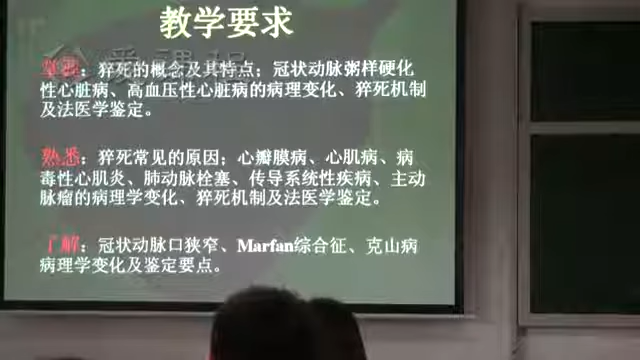 教学要求
掌握：猝死的概念及其特点；冠状动脉粥样硬化
性心脏病、高血压性心脏病的病理变化、猝死机制
及法医学鉴定。
熟悉：猝死常见的原因；心瓣膜病、心肌病、病
毒性心肌炎、肺动脉栓塞、传导系统性疾病、主动
脉瘤的病理学变化、猝死机制及法医学鉴定。
了解：冠状动脉口狭窄、Marfan综合征、克山病
病理学变化及鉴定要点。